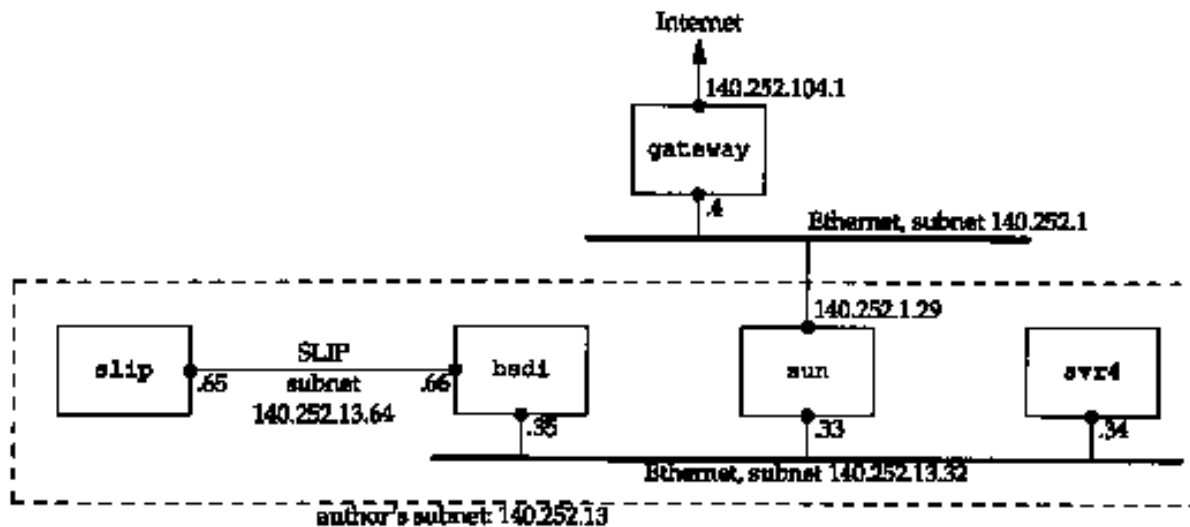 Internet
140.252.104.1
gateway
.4
Ethernet, subnet 140.252.1
140.252.1.29
slip
SLIP
bsdi
sun
svr4
.65
subnet
.66
140.252.13.64
.35
.33
.34
Ethernet, subnet 140.252.13.32
author's subnet: 140.252.13